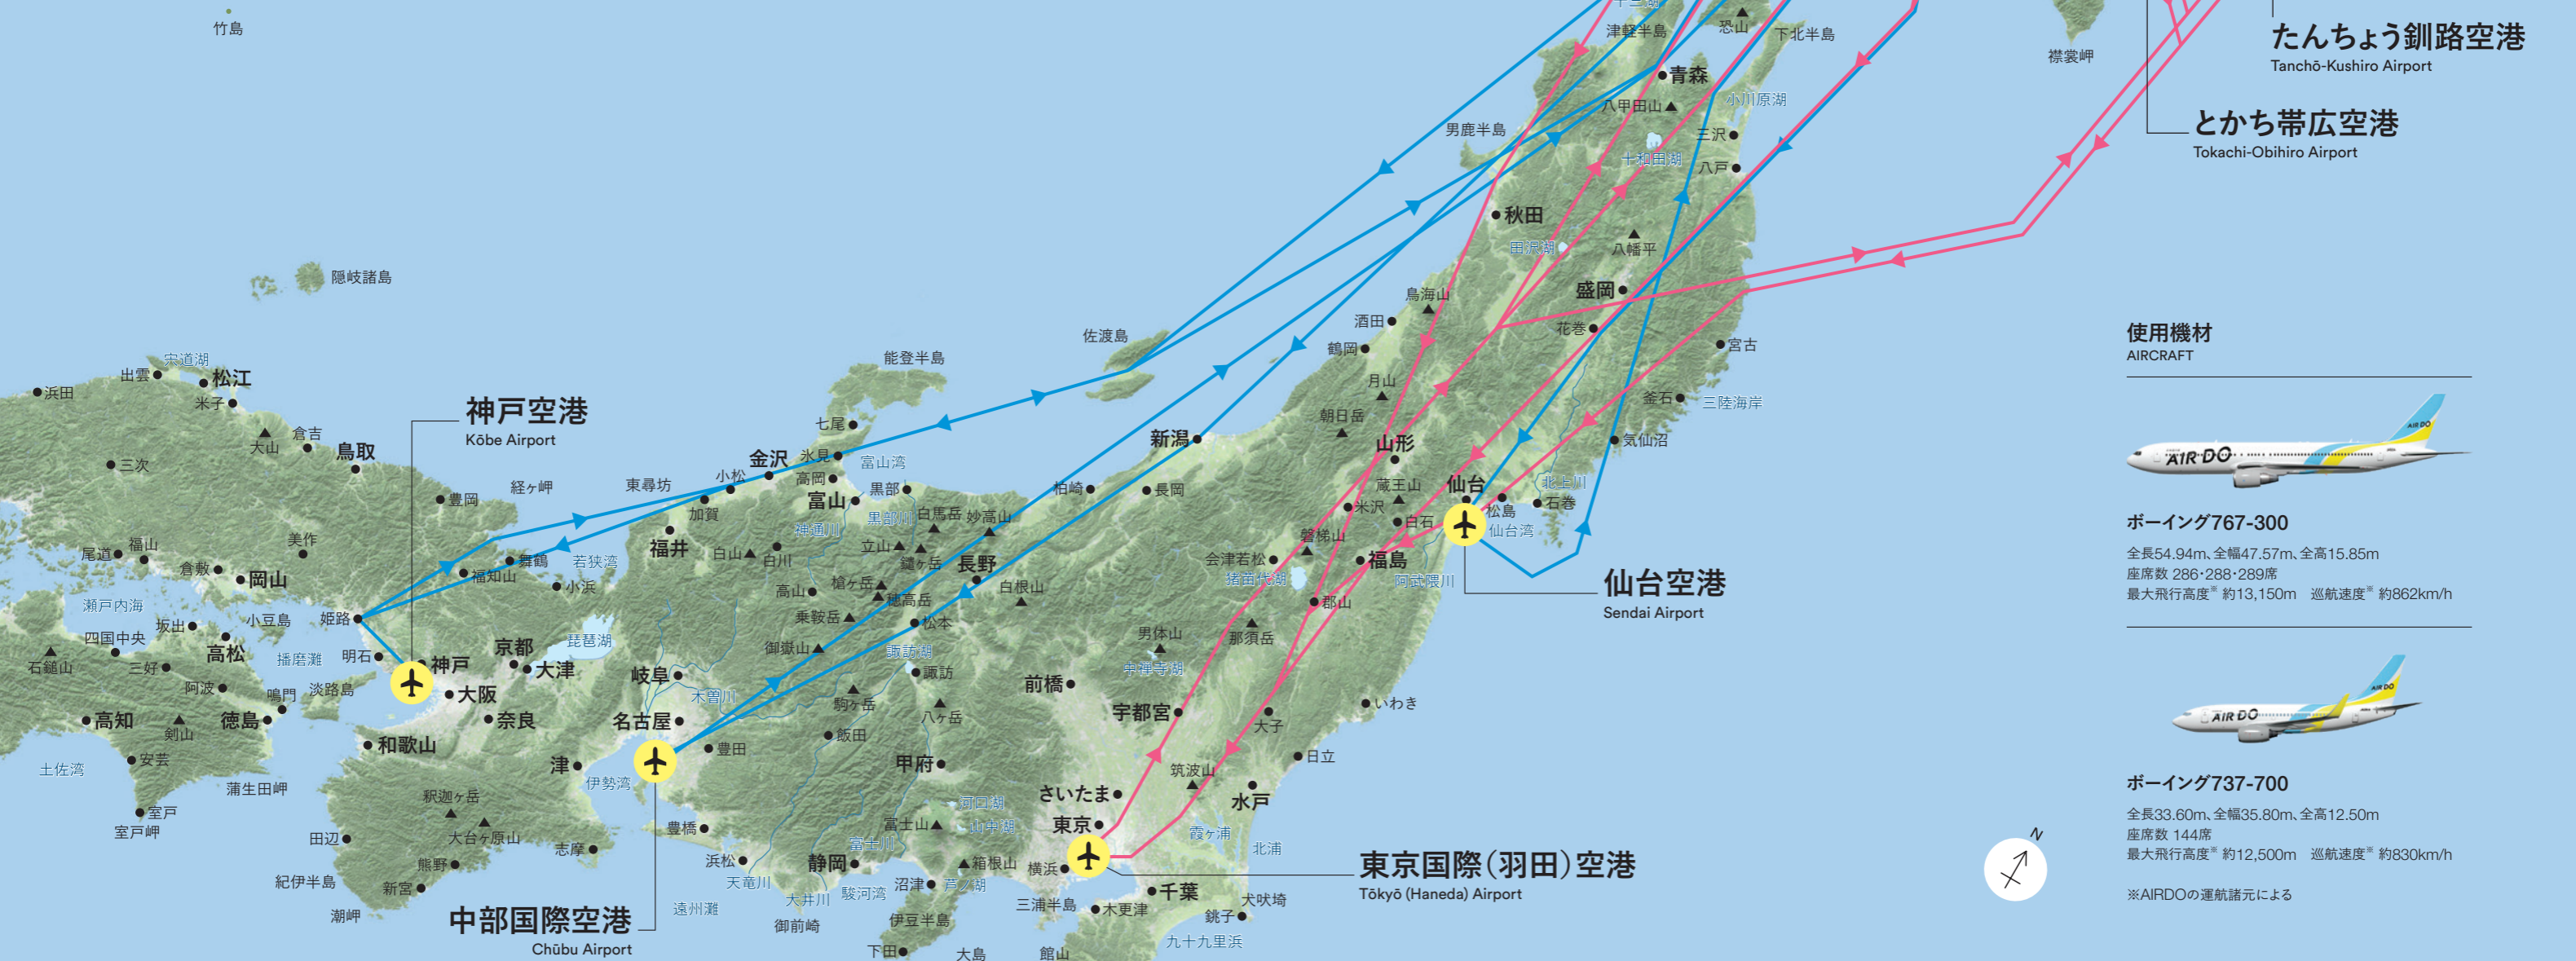 竹島
隠岐諸島
浜田
出雲
宍道湖
松江
米子
大山
倉吉
鳥取
三次
豊岡
経ヶ岬
神戸空港
Kōbe Airport
尾道
福山
倉敷
美作
岡山
福知山
舞鶴
若狭湾
小浜
瀬戸内海
坂出
小豆島
姫路
四国中央
高松
播磨灘
明石
神戸
京都
大津
琵琶湖
石鎚山
三好
阿波
鳴門
淡路島
大阪
高知
剣山
徳島
奈良
和歌山
土佐湾
安芸
蒲生田岬
室戸
室戸岬
釈迦ヶ岳
大台ヶ原山
田辺
熊野
志摩
紀伊半島
新宮
潮岬
津
伊勢湾
中部国際空港
Chūbu Airport
東尋坊
小松
加賀
金沢
福井
白山
白川
七尾
氷見
高岡
富山
富山湾
能登半島
黒部
黒部川
神通川
白馬岳
妙高山
立山
鑓ヶ岳
長野
槍ヶ岳
穂高岳
高山
乗鞍岳
御嶽山
白根山
松本
諏訪湖
諏訪
岐阜
木曽川
名古屋
豊田
駒ヶ岳
八ヶ岳
飯田
甲府
豊橋
浜松
天竜川
遠州灘
富士山
河口湖
山中湖
富士川
静岡
大井川
駿河湾
御前崎
箱根山
芦ノ湖
沼津
伊豆半島
下田
大島
佐渡島
新潟
柏崎
長岡
前橋
男体山
中禅寺湖
宇都宮
さいたま
東京
横浜
三浦半島
木更津
千葉
館山
九十九里浜
銚子
犬吠埼
東京国際(羽田)空港
Tōkyō (Haneda) Airport
筑波山
水戸
霞ヶ浦
北浦
日立
大子
いわき
那須岳
郡山
会津若松
猪苗代湖
磐梯山
福島
阿武隈川
米沢
白石
蔵王山
山形
仙台
松島
仙台湾
石巻
北上川
仙台空港
Sendai Airport
朝日岳
月山
鶴岡
酒田
鳥海山
気仙沼
釜石
三陸海岸
宮古
花巻
盛岡
八幡平
田沢湖
秋田
男鹿半島
十和田湖
八戸
三沢
小川原湖
八甲田山
青森
津軽半島
十三湖
恐山
下北半島
襟裳岬
たんちょう釧路空港
Tanchō-Kushiro Airport
とかち帯広空港
Tokachi-Obihiro Airport
使用機材
AIRCRAFT
AIR DO
AIR DO
ボーイング767-300
全長54.94m、全幅47.57m、全高15.85m
座席数 286・288・289席
最大飛行高度※ 約13,150m 巡航速度※ 約862km/h
AIR DO
AIR DO
ボーイング737-700
全長33.60m、全幅35.80m、全高12.50m
座席数 144席
最大飛行高度※ 約12,500m 巡航速度※ 約830km/h
※AIRDOの運航諸元による
N